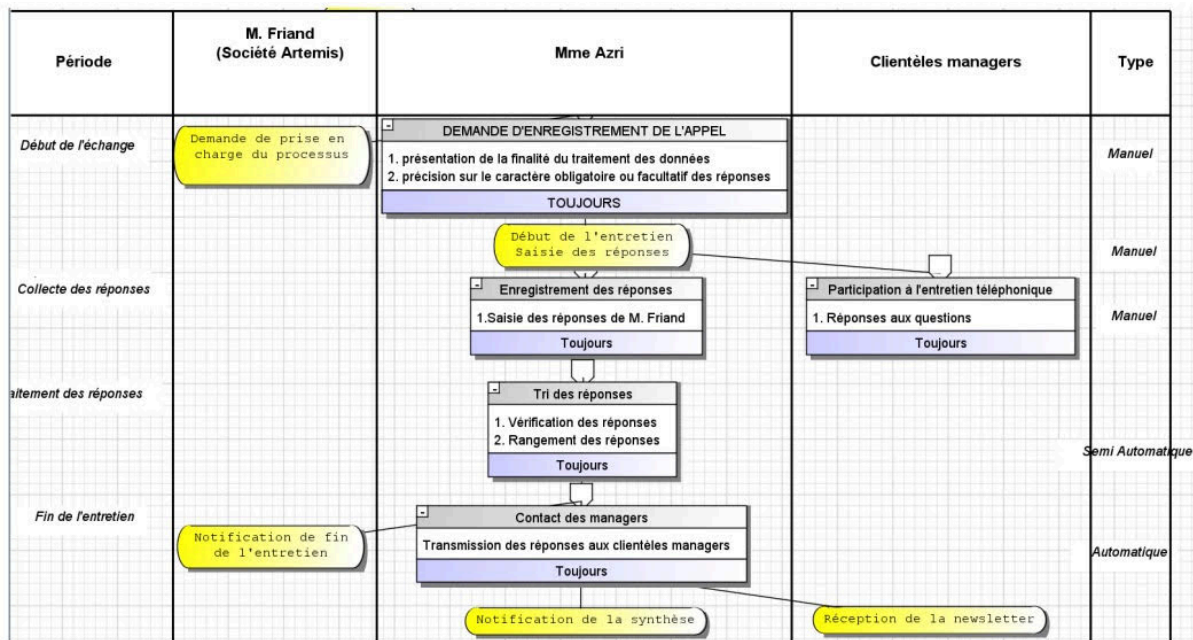 Période
M. Friand
(Société Artemis)
Mme Azri
Clientèles managers
Type
Début de l'échange
Demande de prise en
charge du processus
DEMANDE D'ENREGISTREMENT DE L'APPEL
1. présentation de la finalité du traitement des données
2. précision sur le caractère obligatoire ou facultatif des réponses
TOUJOURS
Manuel
Début de l'entretien
Saisie des réponses
Manuel
Collecte des réponses
Enregistrement des réponses
1.Saisie des réponses de M. Friand
Toujours
Participation à l'entretien téléphonique
1. Réponses aux questions
Toujours
Manuel
aitement des réponses
Tri des réponses
1. Vérification des réponses
2. Rangement des réponses
Toujours
Semi Automatique
Fin de l'entretien
Notification de fin
de l'entretien
Contact des managers
Transmission des réponses aux clientèles managers
Toujours
Automatique
Notification de la synthèse
Réception de la newsletter